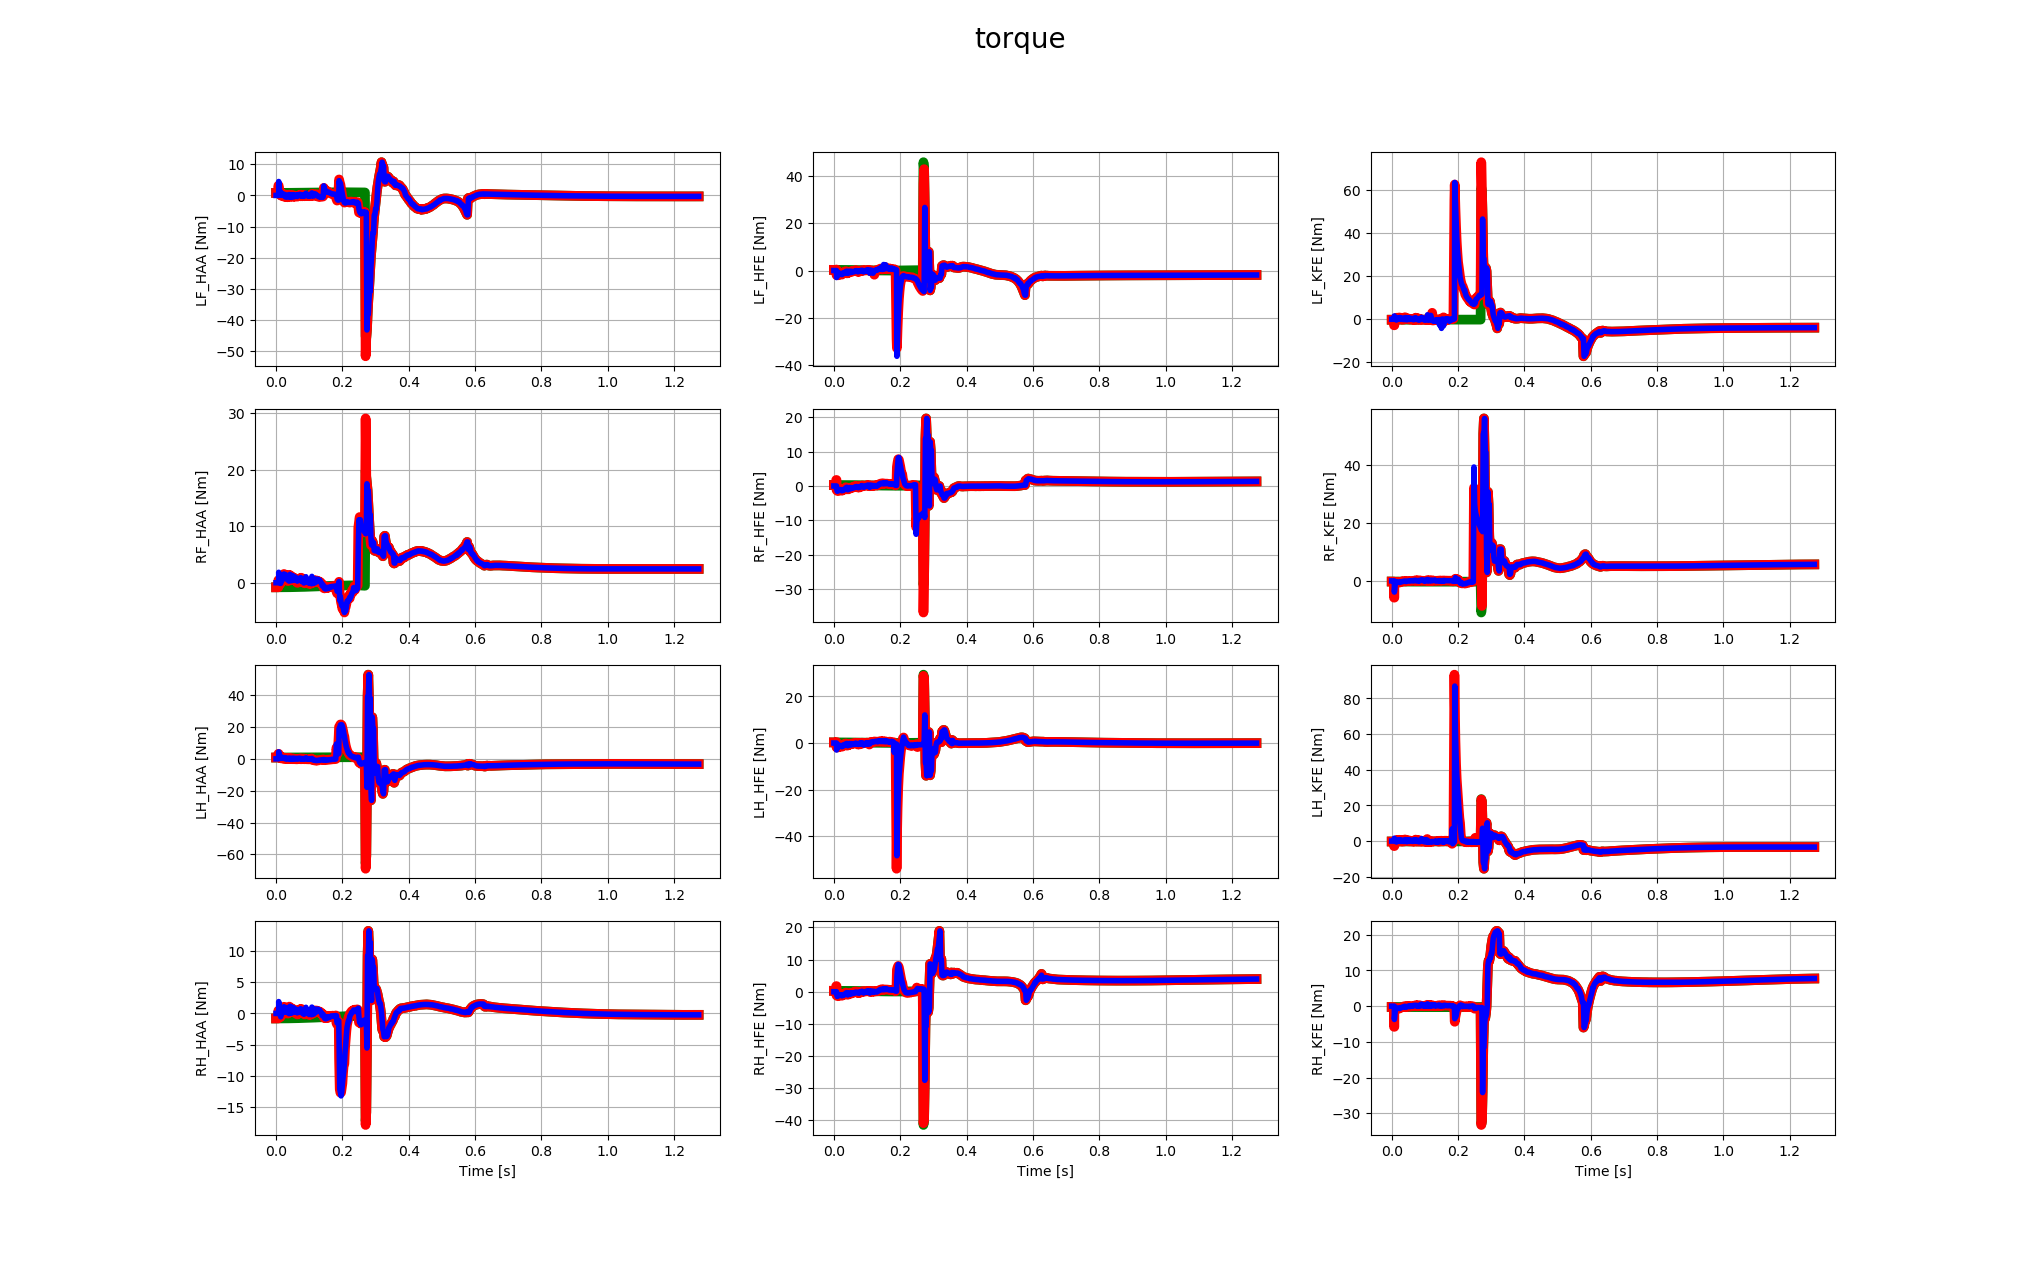 torque
LF_HAA [Nm]
10
0
−10
−20
−30
−40
−50
0.0 0.2 0.4 0.6 0.8 1.0 1.2
LF_HFE [Nm]
40
20
0
−20
−40
0.0 0.2 0.4 0.6 0.8 1.0 1.2
LF_KFE [Nm]
60
40
20
0
−20
0.0 0.2 0.4 0.6 0.8 1.0 1.2
RF_HAA [Nm]
30
20
10
0
0.0 0.2 0.4 0.6 0.8 1.0 1.2
RF_HFE [Nm]
20
10
0
−10
−20
−30
0.0 0.2 0.4 0.6 0.8 1.0 1.2
RF_KFE [Nm]
40
20
0
0.0 0.2 0.4 0.6 0.8 1.0 1.2
LH_HAA [Nm]
40
20
0
−20
−40
−60
0.0 0.2 0.4 0.6 0.8 1.0 1.2
LH_HFE [Nm]
20
0
−20
−40
0.0 0.2 0.4 0.6 0.8 1.0 1.2
LH_KFE [Nm]
80
60
40
20
0
−20
0.0 0.2 0.4 0.6 0.8 1.0 1.2
RH_HAA [Nm]
10
5
0
−5
−10
−15
0.0 0.2 0.4 0.6 0.8 1.0 1.2
Time [s]
RH_HFE [Nm]
20
10
0
−10
−20
−30
−40
0.0 0.2 0.4 0.6 0.8 1.0 1.2
Time [s]
RH_KFE [Nm]
20
10
0
−10
−20
−30
0.0 0.2 0.4 0.6 0.8 1.0 1.2
Time [s]